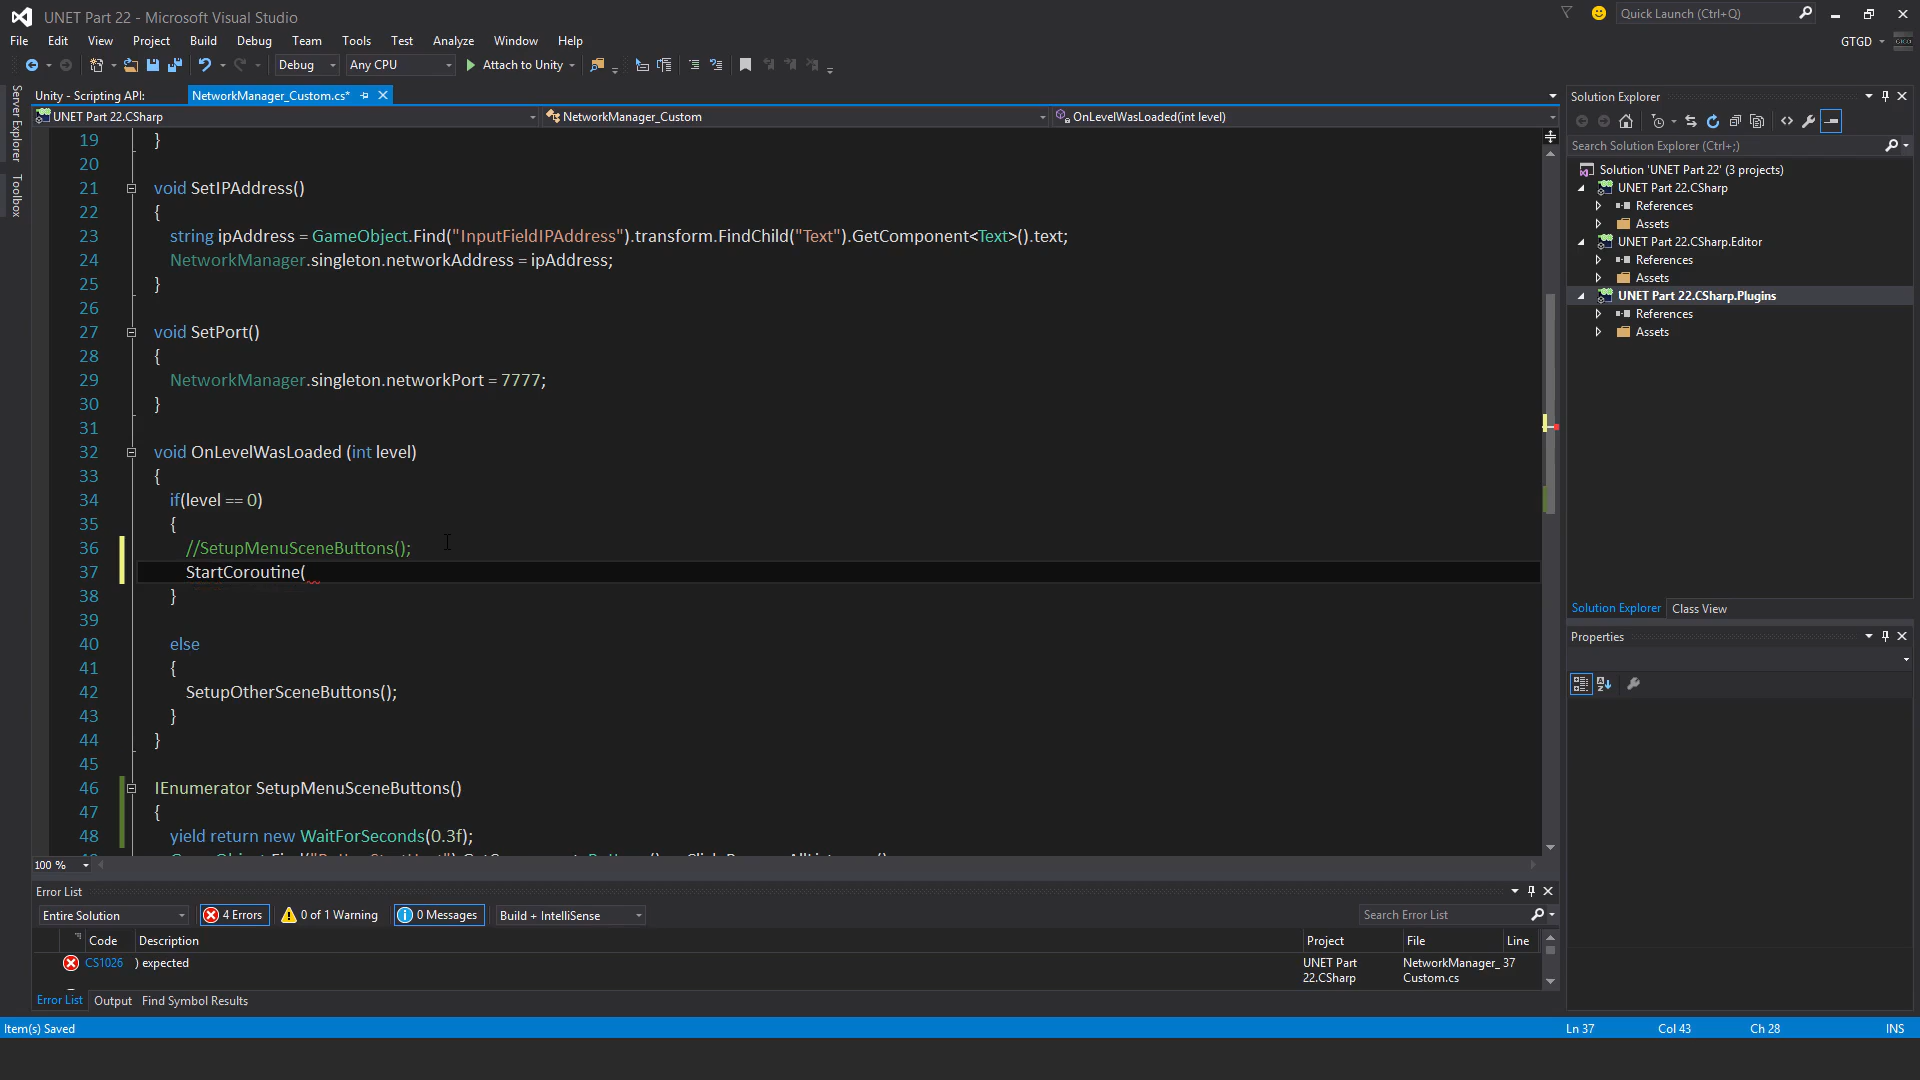 UNET Part 22 - Microsoft Visual Studio
Quick Launch (Ctrl+Q)
File Edit View Project Build Debug Team Tools Test Analyze Window Help
GTGD
Debug Any CPU Attach to Unity
Server Explorer
Toolbox
Unity - Scripting API: NetworkManager_Custom.cs*
UNET Part 22.CSharp NetworkManager_Custom OnLevelWasLoaded(int level)
19 }
20
21 void SetIPAddress()
22 {
23 string ipAddress = GameObject.Find("InputFieldIPAddress").transform.FindChild("Text").GetComponent<Text>().text;
24 NetworkManager.singleton.networkAddress = ipAddress;
25 }
26
27 void SetPort()
28 {
29 NetworkManager.singleton.networkPort = 7777;
30 }
31
32 void OnLevelWasLoaded (int level)
33 {
34 if(level == 0)
35 {
36 //SetupMenuSceneButtons();
37 StartCoroutine(
38 }
39
40 else
41 {
42 SetupOtherSceneButtons();
43 }
44 }
45
46 IEnumerator SetupMenuSceneButtons()
47 {
48 yield return new WaitForSeconds(0.3f);
100 %
Solution Explorer
Search Solution Explorer (Ctrl+;)
Solution 'UNET Part 22' (3 projects)
UNET Part 22.CSharp
References
Assets
UNET Part 22.CSharp.Editor
References
Assets
UNET Part 22.CSharp.Plugins
References
Assets
Solution Explorer Class View
Properties
Error List
Entire Solution 4 Errors 0 of 1 Warning 0 Messages Build + IntelliSense Search Error List
Code Description Project File Line
CS1026 ) expected UNET Part NetworkManager_ 37
22.CSharp Custom.cs
Error List Output Find Symbol Results
Item(s) Saved Ln 37 Col 43 Ch 28 INS